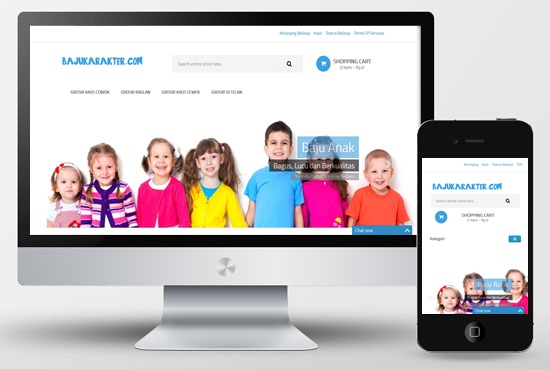 Keranjang Belanja Kasir Status Belanja Terms Of Services
BAJUKARAKTER.COM
Search entire store here...
SHOPPING CART
0 item - Rp.0
GROSIR KAOS COWOK GROSIR RAGLAN GROSIR KAOS CEWEK GROSIR SETELAN
Baju Anak
Bagus, Lucu dan Berkualitas
Chat now
Keranjang Kasir Status Belanja TOS
BAJUKARAKTER.COM
Search entire store here...
SHOPPING CART
0 item - Rp.0
Kategori
Baju Anak
Chat now